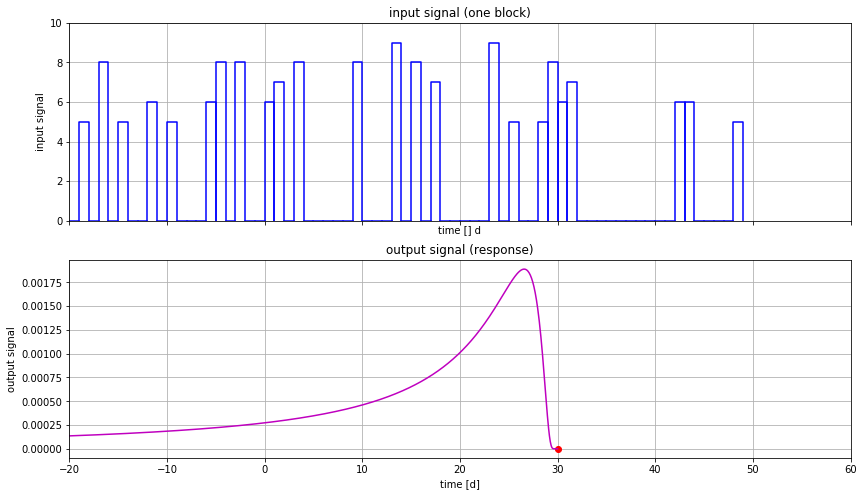 input signal (one block)
10
8
6
4
2
0
input signal
time [] d
output signal (response)
0.00175
0.00150
0.00125
0.00100
0.00075
0.00050
0.00025
0.00000
output signal
−20 −10 0 10 20 30 40 50 60
time [d]